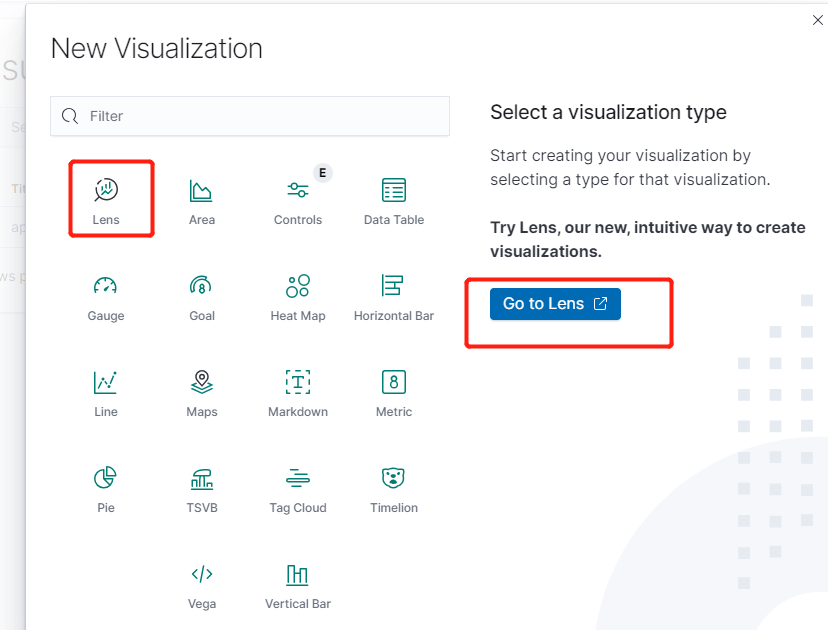 New Visualization
Filter
Select a visualization type
Start creating your visualization by
selecting a type for that visualization.
Try Lens, our new, intuitive way to create
visualizations.
Go to Lens
E
Lens
Area
Controls
Data Table
Gauge
Goal
8
Heat Map
Horizontal Bar
Line
Maps
T
Markdown
8
Metric
Pie
TSVB
Tag Cloud
Timelion
Vega
Vertical Bar